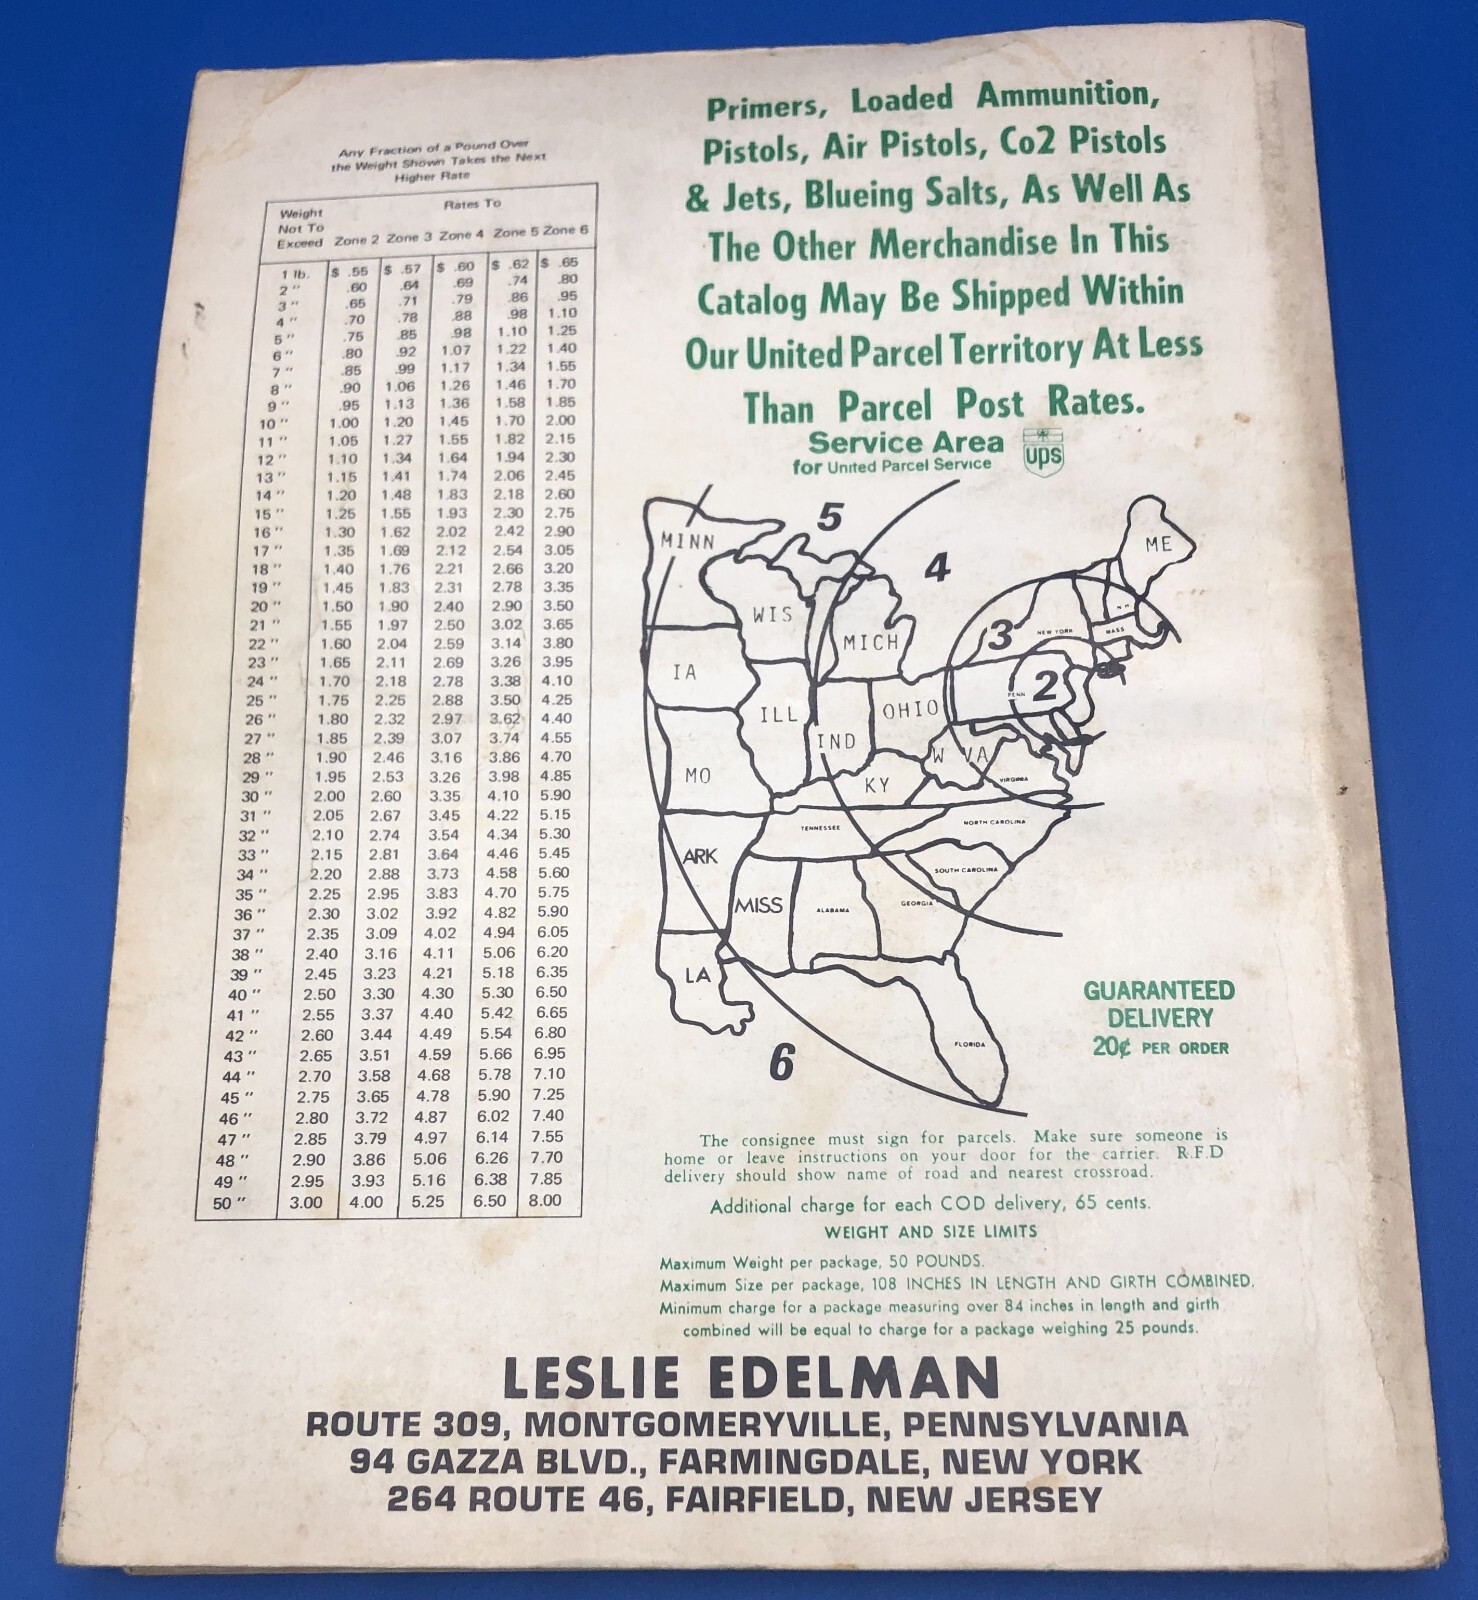 Any Fraction of a Pound Over
the Weight Shown Takes the Next
Higher Rate
Weight Not To Exceed Rates To
Zone 2 Zone 3 Zone 4 Zone 5 Zone 6
1 lb. $ .55 $ .57 $ .60 $ .62 $ .65
2 " .60 .64 .69 .74 .80
3 " .65 .71 .79 .86 .95
4 " .70 .78 .88 .98 1.10
5 " .75 .85 .98 1.10 1.25
6 " .80 .92 1.07 1.22 1.40
7 " .85 .99 1.17 1.34 1.55
8 " .90 1.06 1.26 1.46 1.70
9 " .95 1.13 1.36 1.58 1.85
10 " 1.00 1.20 1.45 1.70 2.00
11 " 1.05 1.27 1.55 1.82 2.15
12 " 1.10 1.34 1.64 1.94 2.30
13 " 1.15 1.41 1.74 2.06 2.45
14 " 1.20 1.48 1.83 2.18 2.60
15 " 1.25 1.55 1.93 2.30 2.75
16 " 1.30 1.62 2.02 2.42 2.90
17 " 1.35 1.69 2.12 2.54 3.05
18 " 1.40 1.76 2.21 2.66 3.20
19 " 1.45 1.83 2.31 2.78 3.35
20 " 1.50 1.90 2.40 2.90 3.50
21 " 1.55 1.97 2.50 3.02 3.65
22 " 1.60 2.04 2.59 3.14 3.80
23 " 1.65 2.11 2.69 3.26 3.95
24 " 1.70 2.18 2.78 3.38 4.10
25 " 1.75 2.25 2.88 3.50 4.25
26 " 1.80 2.32 2.97 3.62 4.40
27 " 1.85 2.39 3.07 3.74 4.55
28 " 1.90 2.46 3.16 3.86 4.70
29 " 1.95 2.53 3.26 3.98 4.85
30 " 2.00 2.60 3.35 4.10 5.90
31 " 2.05 2.67 3.45 4.22 5.15
32 " 2.10 2.74 3.54 4.34 5.30
33 " 2.15 2.81 3.64 4.46 5.45
34 " 2.20 2.88 3.73 4.58 5.60
35 " 2.25 2.95 3.83 4.70 5.75
36 " 2.30 3.02 3.92 4.82 5.90
37 " 2.35 3.09 4.02 4.94 6.05
38 " 2.40 3.16 4.11 5.06 6.20
39 " 2.45 3.23 4.21 5.18 6.35
40 " 2.50 3.30 4.30 5.30 6.50
41 " 2.55 3.37 4.40 5.42 6.65
42 " 2.60 3.44 4.49 5.54 6.80
43 " 2.65 3.51 4.59 5.66 6.95
44 " 2.70 3.58 4.68 5.78 7.10
45 " 2.75 3.65 4.78 5.90 7.25
46 " 2.80 3.72 4.87 6.02 7.40
47 " 2.85 3.79 4.97 6.14 7.55
48 " 2.90 3.86 5.06 6.26 7.70
49 " 2.95 3.93 5.16 6.38 7.85
50 " 3.00 4.00 5.25 6.50 8.00
Primers, Loaded Ammunition,
Pistols, Air Pistols, Co2 Pistols
& Jets, Blueing Salts, As Well As
The Other Merchandise In This
Catalog May Be Shipped Within
Our United Parcel Territory At Less
Than Parcel Post Rates.
Service Area
for United Parcel Service
ups
5
4
3
2
6
MINN
ME
WIS
MICH
NEW YORK
N H
MASS
IA
PENN
ILL
IND
OHIO
W VA
MO
KY
VIRGINIA
TENNESSEE
NORTH CAROLINA
ARK
SOUTH CAROLINA
MISS
ALABAMA
GEORGIA
LA
FLORIDA
GUARANTEED
DELIVERY
20¢ PER ORDER
The consignee must sign for parcels. Make sure someone is
home or leave instructions on your door for the carrier. R.F.D
delivery should show name of road and nearest crossroad.
Additional charge for each COD delivery, 65 cents.
WEIGHT AND SIZE LIMITS
Maximum Weight per package, 50 POUNDS.
Maximum Size per package, 108 INCHES IN LENGTH AND GIRTH COMBINED.
Minimum charge for a package measuring over 84 inches in length and girth
combined will be equal to charge for a package weighing 25 pounds.
LESLIE EDELMAN
ROUTE 309, MONTGOMERYVILLE, PENNSYLVANIA
94 GAZZA BLVD., FARMINGDALE, NEW YORK
264 ROUTE 46, FAIRFIELD, NEW JERSEY